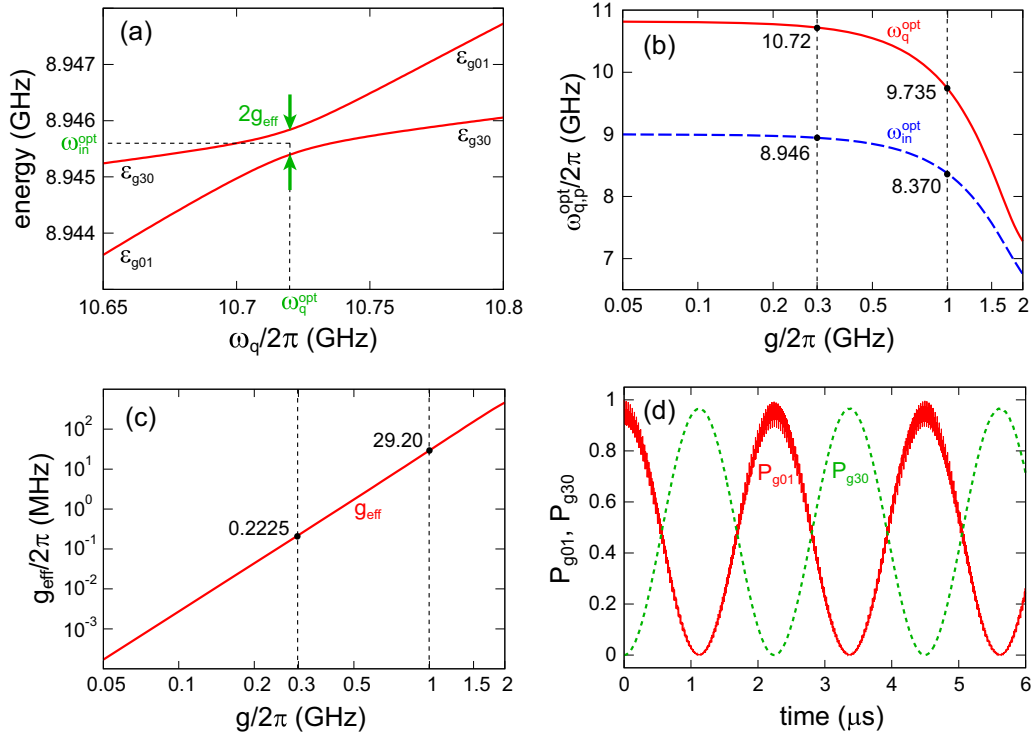 (a)
energy (GHz)
8.947
8.946
8.945
8.944
ω_in^opt
2g_eff
ε_g01
ε_g30
ε_g30
ε_g01
ω_q^opt
10.65
10.7
10.75
10.8
ω_q/2π (GHz)
(b)
ω_q,p^opt/2π (GHz)
11
10
9
8
7
ω_q^opt
10.72
9.735
ω_in^opt
8.946
8.370
0.05
0.1
0.2
0.3
0.5
1
1.5
2
g/2π (GHz)
(c)
g_eff/2π (MHz)
10^2
10^1
10^0
10^-1
10^-2
10^-3
29.20
g_eff
0.2225
0.05
0.1
0.3
0.5
1
2
g/2π (GHz)
(d)
P_g01, P_g30
1
0.8
0.6
0.4
0.2
0
P_g01
P_g30
0
1
2
3
4
5
6
time (μs)